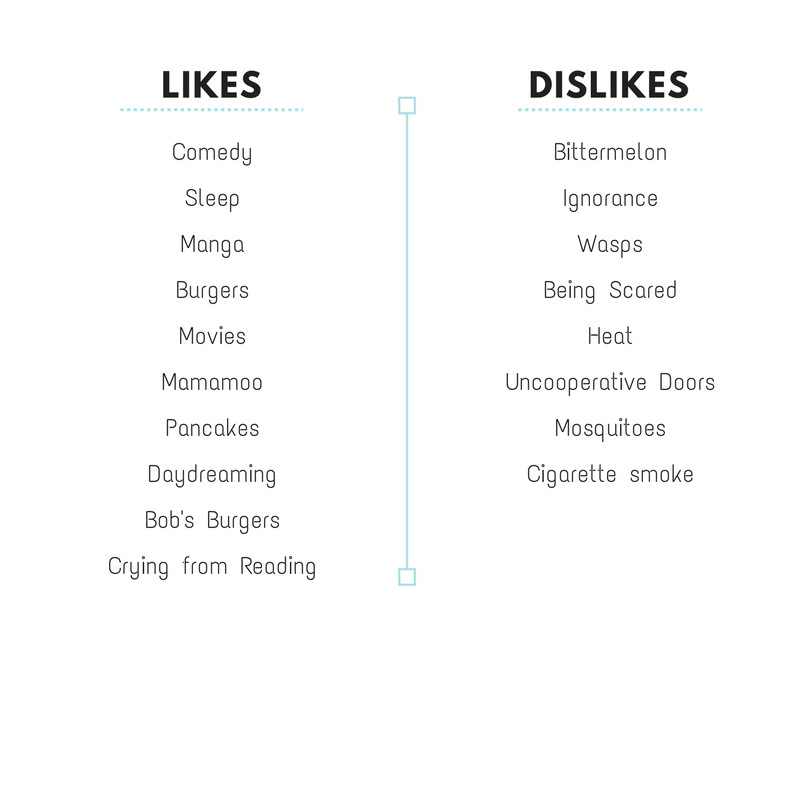 LIKES
Comedy
Sleep
Manga
Burgers
Movies
Mamamoo
Pancakes
Daydreaming
Bob's Burgers
Crying from Reading
DISLIKES
Bittermelon
Ignorance
Wasps
Being Scared
Heat
Uncooperative Doors
Mosquitoes
Cigarette smoke